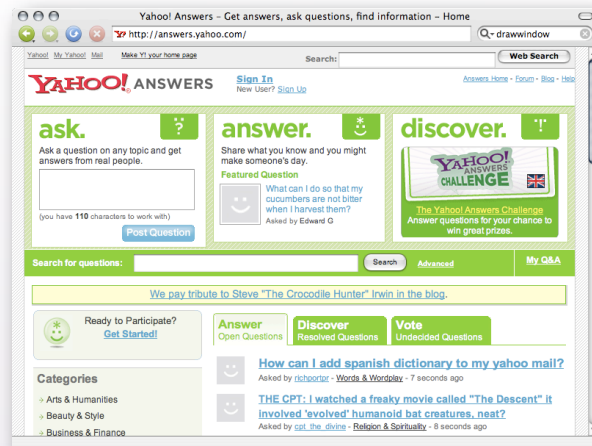 Yahoo! Answers - Get answers, ask questions, find information - Home
http://answers.yahoo.com/
drawwindow
Yahoo! My Yahoo! Mail Make Y! your home page
Search:
Web Search
YAHOO! ANSWERS
Sign In
New User? Sign Up
Answers Home - Forum - Blog - Help
ask.
Ask a question on any topic and get
answers from real people.
(you have 110 characters to work with)
Post Question
answer.
Share what you know and you might
make someone's day.
Featured Question
What can I do so that my
cucumbers are not bitter
when I harvest them?
Asked by Edward G
discover.
YAHOO!
ANSWERS
CHALLENGE
The Yahoo! Answers Challenge
Answer questions for your chance to
win great prizes.
Search for questions:
Search
Advanced
My Q&A
We pay tribute to Steve "The Crocodile Hunter" Irwin in the blog.
Ready to Participate?
Get Started!
Categories
Arts & Humanities
Beauty & Style
Business & Finance
Answer
Open Questions
Discover
Resolved Questions
Vote
Undecided Questions
How can I add spanish dictionary to my yahoo mail?
Asked by richportpr - Words & Wordplay - 7 seconds ago
THE CPT: I watched a freaky movie called "The Descent" it
involved 'evolved' humanoid bat creatures, neat?
Asked by cpt_the_divine - Religion & Spirituality - 8 seconds ago